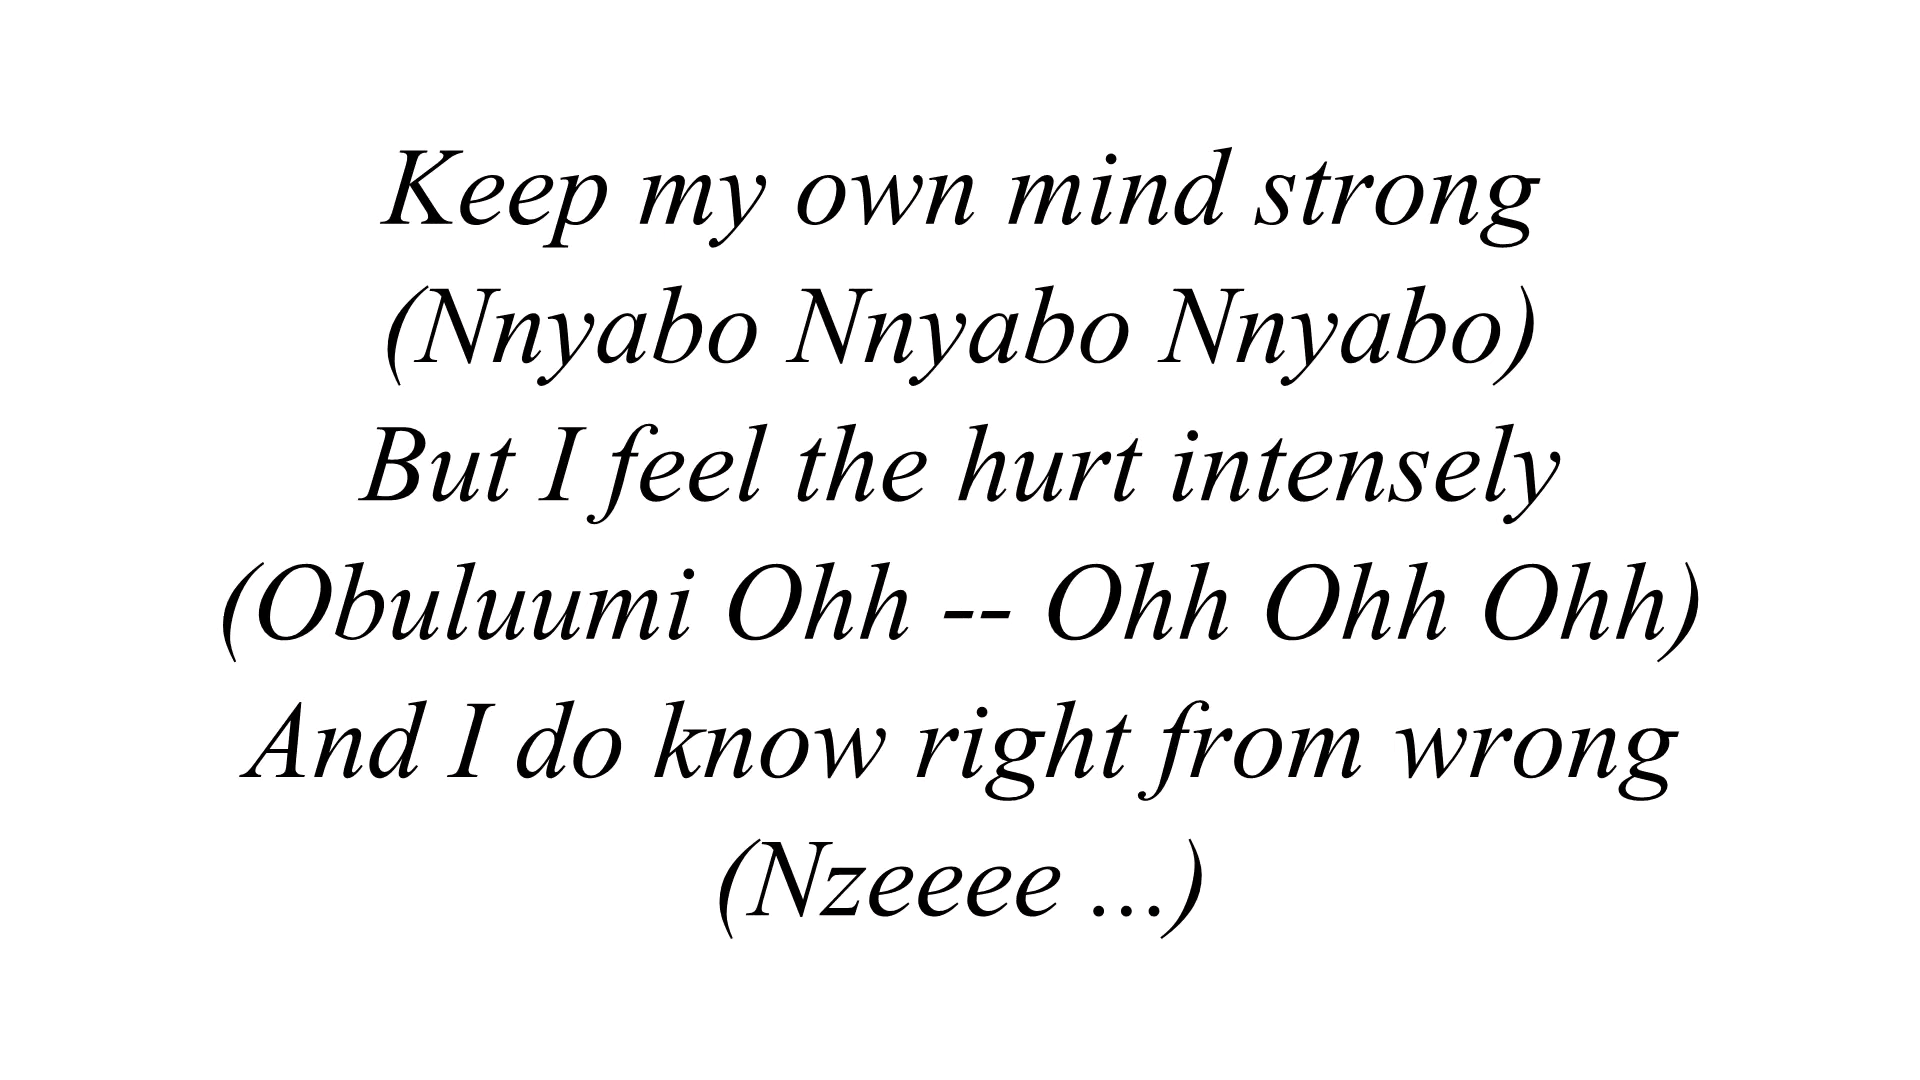 Keep my own mind strong
(Nnyabo Nnyabo Nnyabo)
But I feel the hurt intensely
(Obuluumi Ohh -- Ohh Ohh Ohh)
And I do know right from wrong
(Nzeeee ...)